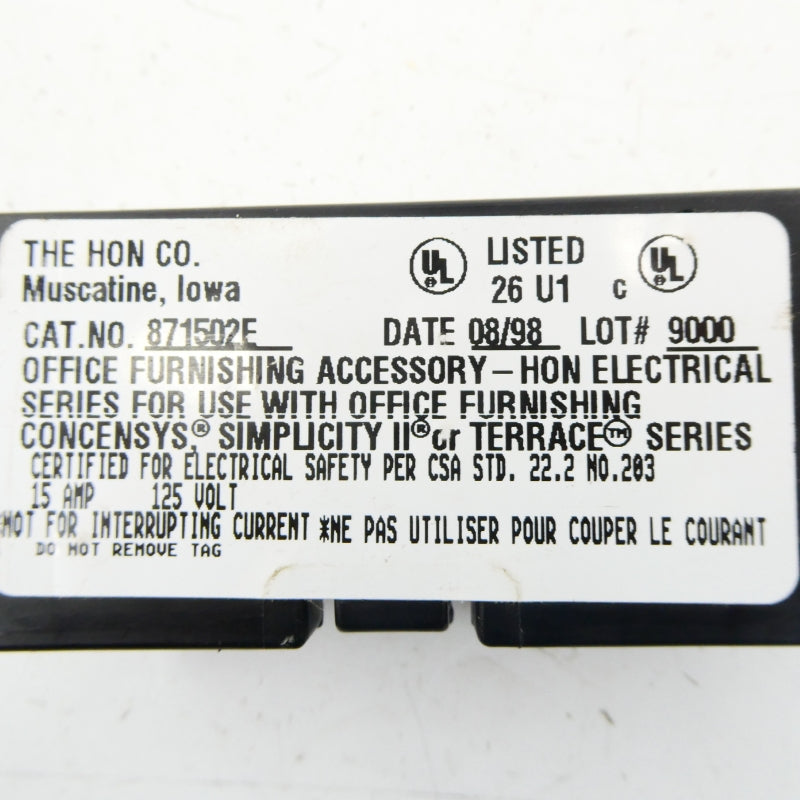 THE HON CO. UL LISTED UL
Muscatine, Iowa 26 U1 c
CAT.NO. 871502E DATE 08/98 LOT# 9000
OFFICE FURNISHING ACCESSORY – HON ELECTRICAL
SERIES FOR USE WITH OFFICE FURNISHING
CONCENSYS,® SIMPLICITY II® or TERRACE™ SERIES
CERTIFIED FOR ELECTRICAL SAFETY PER CSA STD. 22.2 NO.203
15 AMP 125 VOLT
*NOT FOR INTERRUPTING CURRENT *NE PAS UTILISER POUR COUPER LE COURANT
DO NOT REMOVE TAG